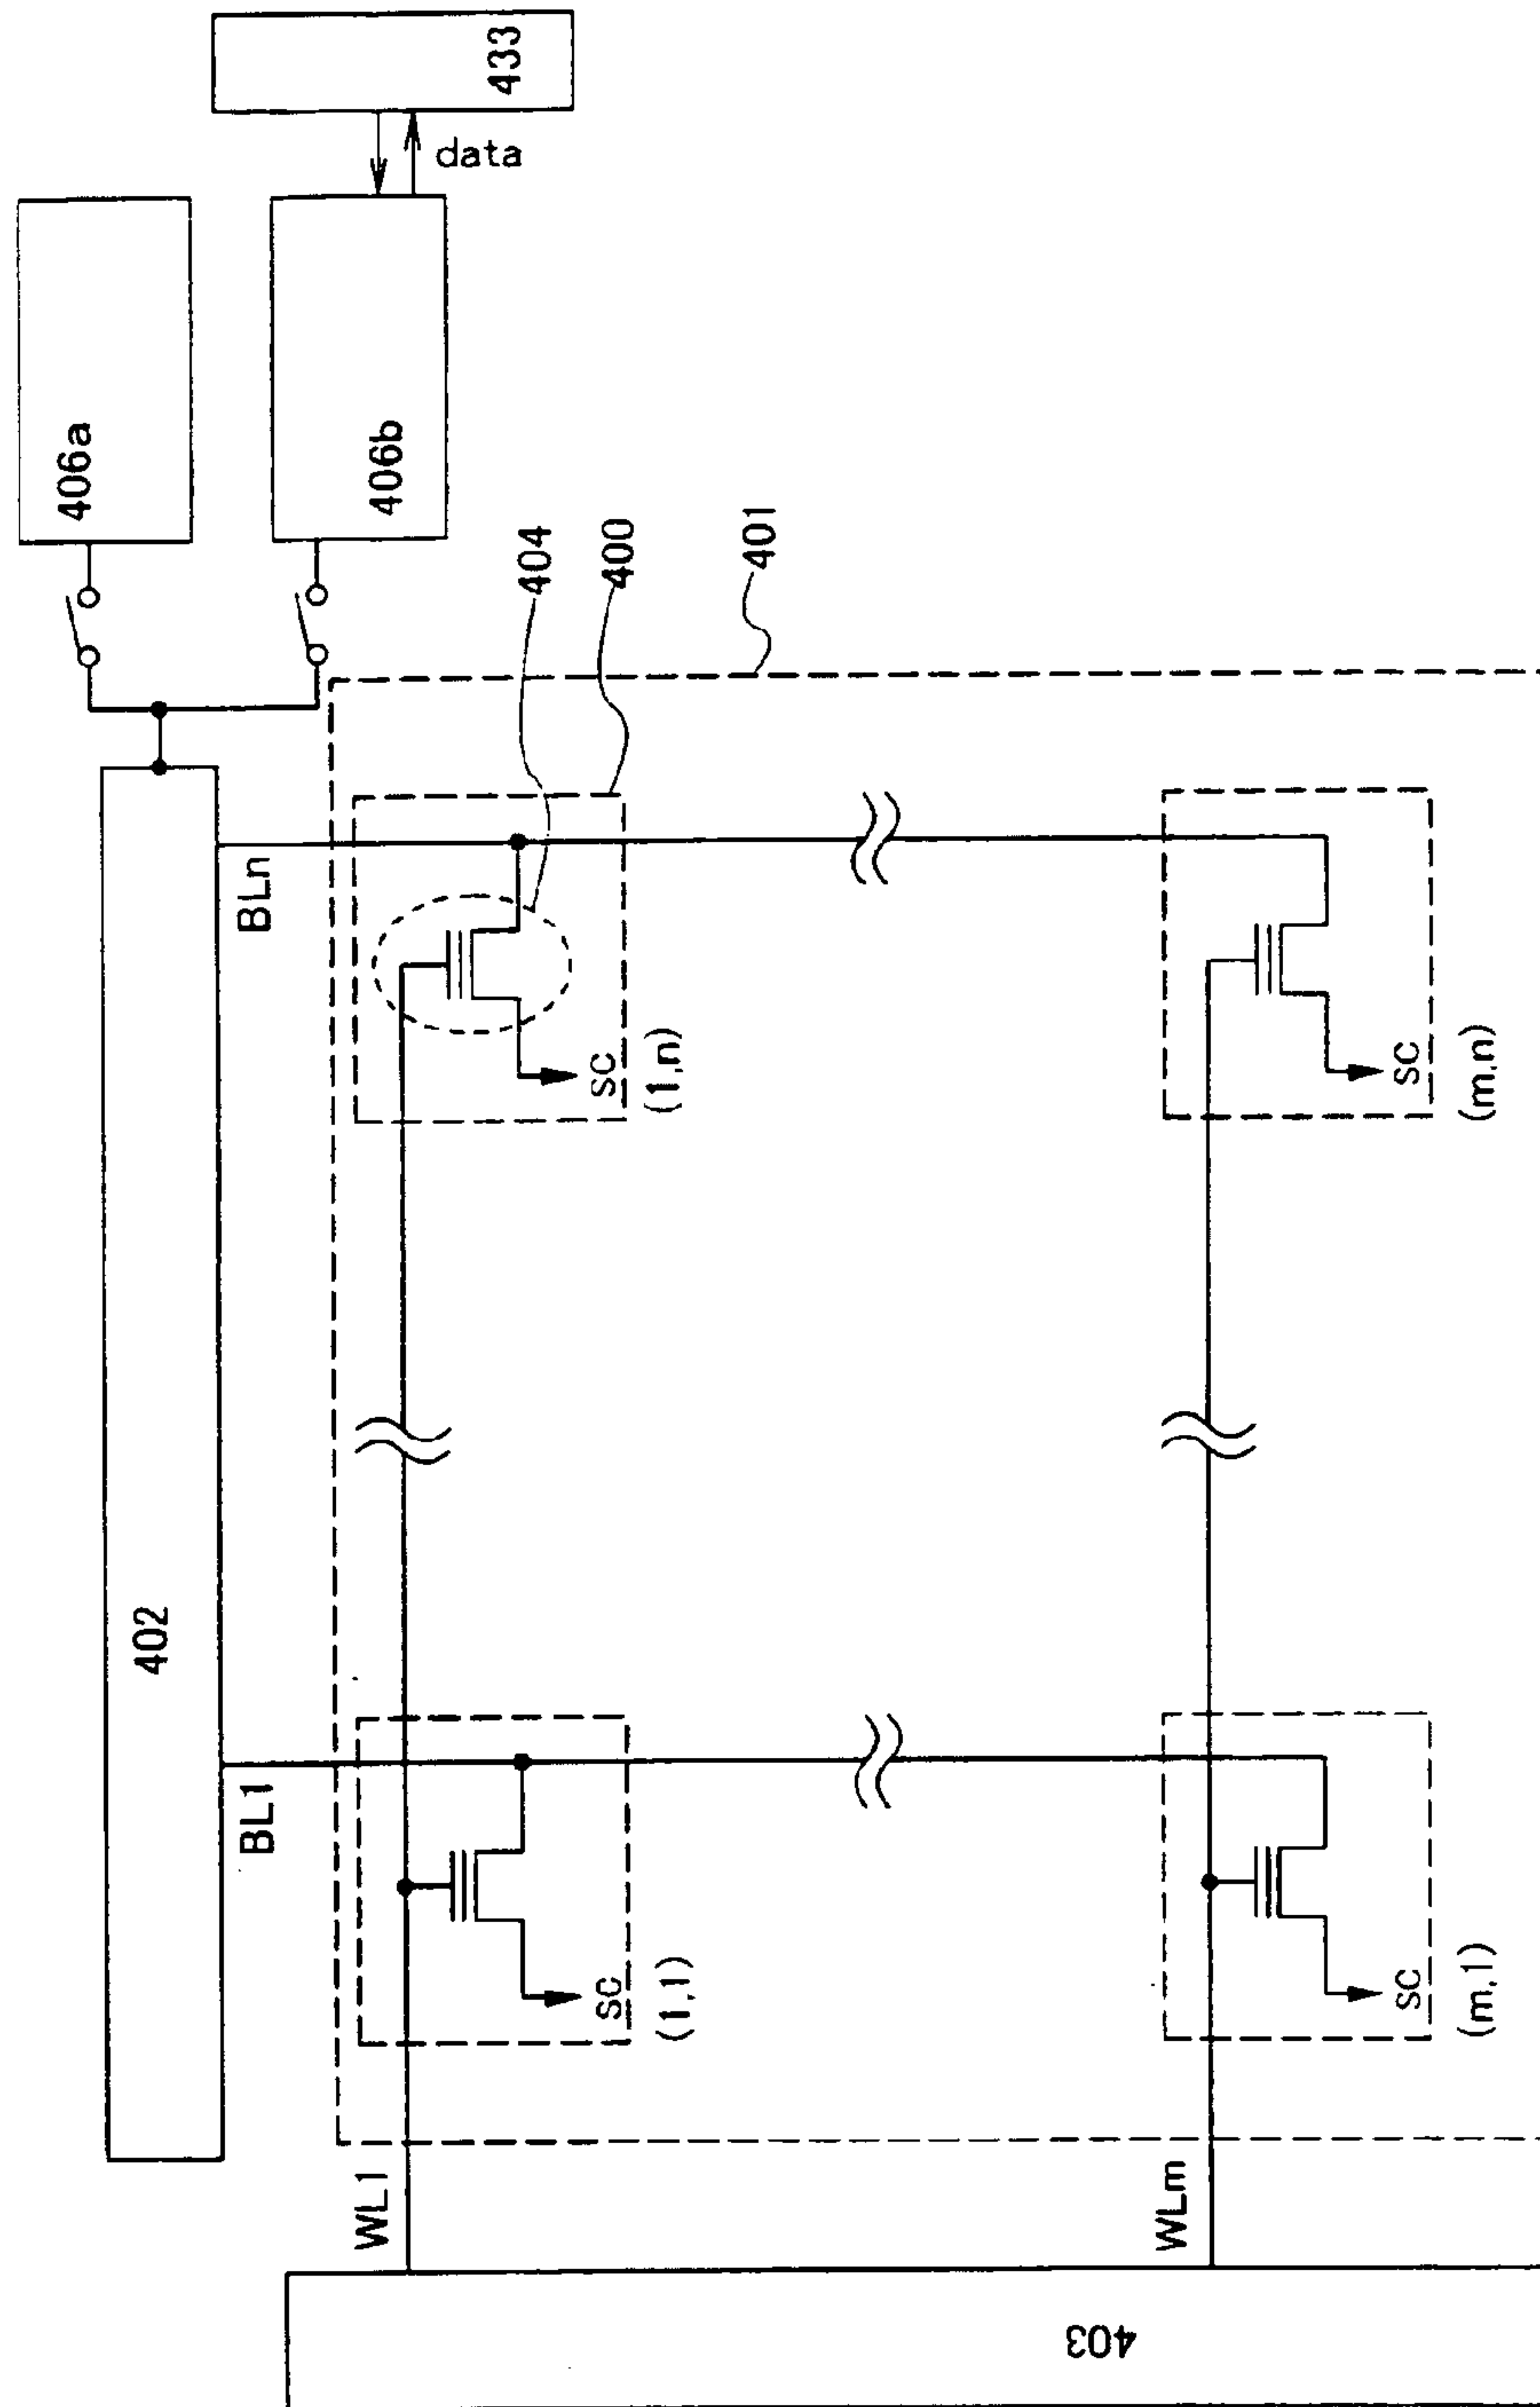 433
data
406a
406b
404
400
401
402
BL1
BLn
WL1
SC
(1,1)
SC
(1,n)
WLm
SC
(m,1)
SC
(m,n)
403